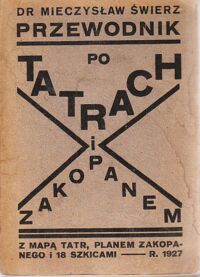 DR MIECZYSŁAW ŚWIERZ
PRZEWODNIK
PO
TATRACH
i
ZAKOPANEM
Z MAPĄ TATR, PLANEM ZAKOPA-
NEGO i 18 SZKICAMI —— R. 1927